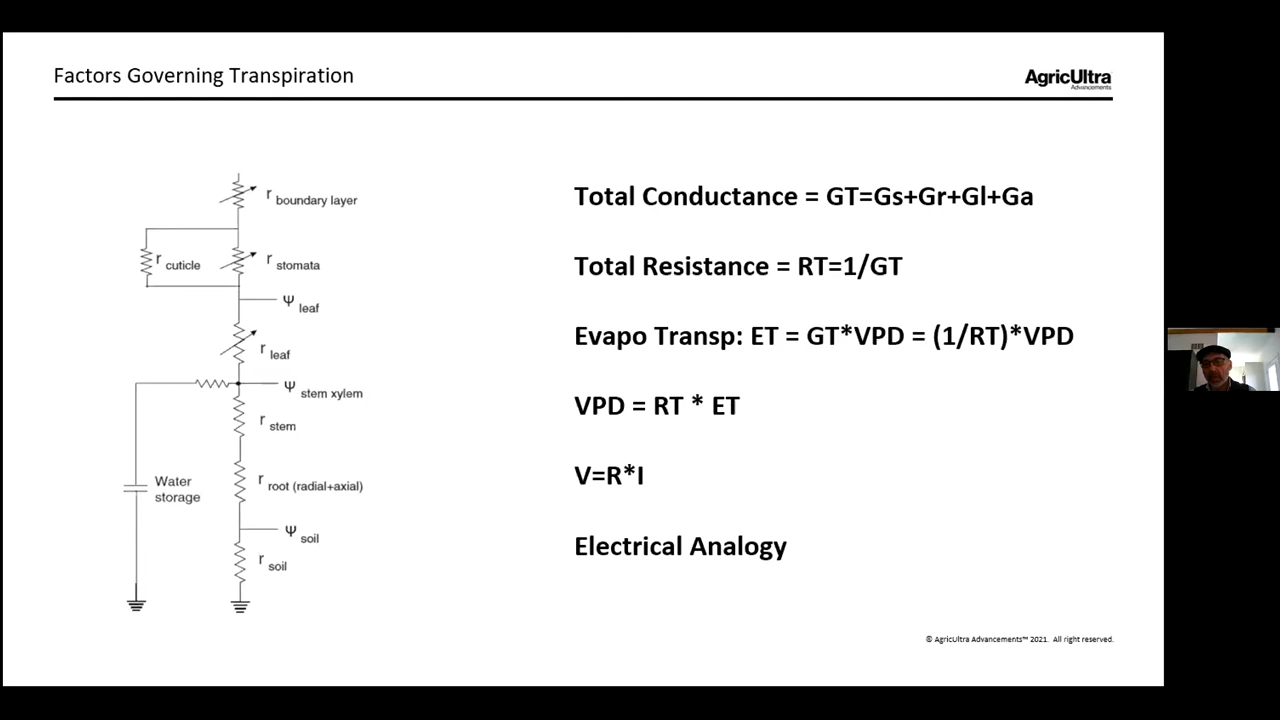 Factors Governing Transpiration
AgricUltra
Advancements
r boundary layer
r cuticle
r stomata
Ψ leaf
r leaf
Ψ stem xylem
r stem
Water
storage
r root (radial+axial)
Ψ soil
r soil
Total Conductance = GT=Gs+Gr+Gl+Ga
Total Resistance = RT=1/GT
Evapo Transp: ET = GT*VPD = (1/RT)*VPD
VPD = RT * ET
V=R*I
Electrical Analogy
© AgricUltra Advancements™ 2021. All right reserved.